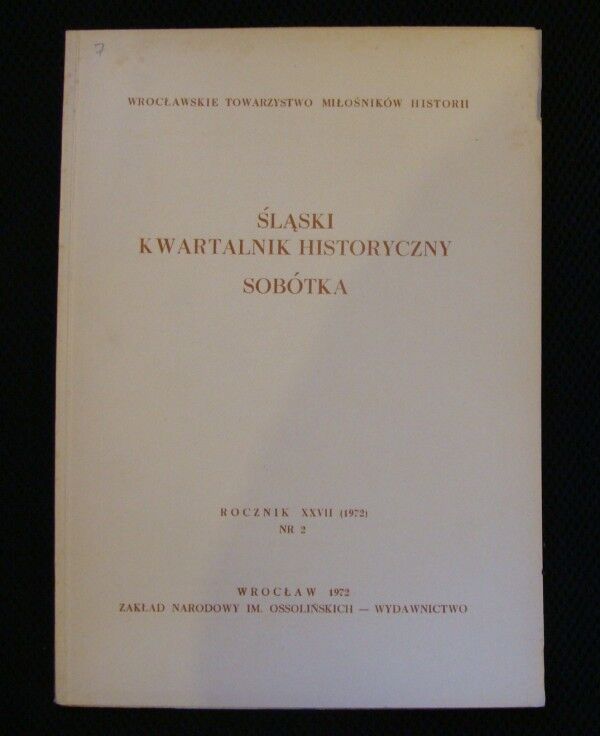 7
WROCŁAWSKIE TOWARZYSTWO MIŁOŚNIKÓW HISTORII
ŚLĄSKI
KWARTALNIK HISTORYCZNY
SOBÓTKA
ROCZNIK XXVII (1972)
NR 2
WROCŁAW 1972
ZAKŁAD NARODOWY IM. OSSOLIŃSKICH — WYDAWNICTWO